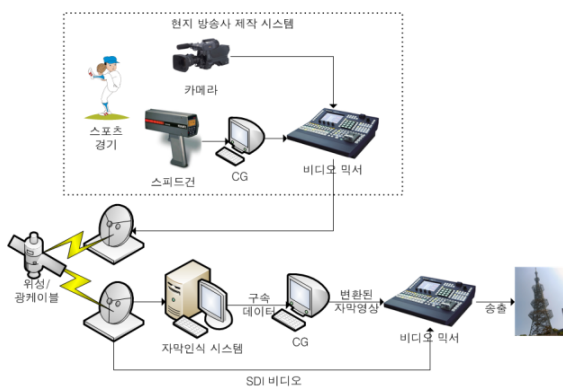 현지 방송사 제작 시스템
카메라
스포츠
경기
스피드건
CG
비디오 믹서
위성/
광케이블
자막인식 시스템
구속
데이터
CG
변환된
자막영상
비디오 믹서
송출
SDI 비디오